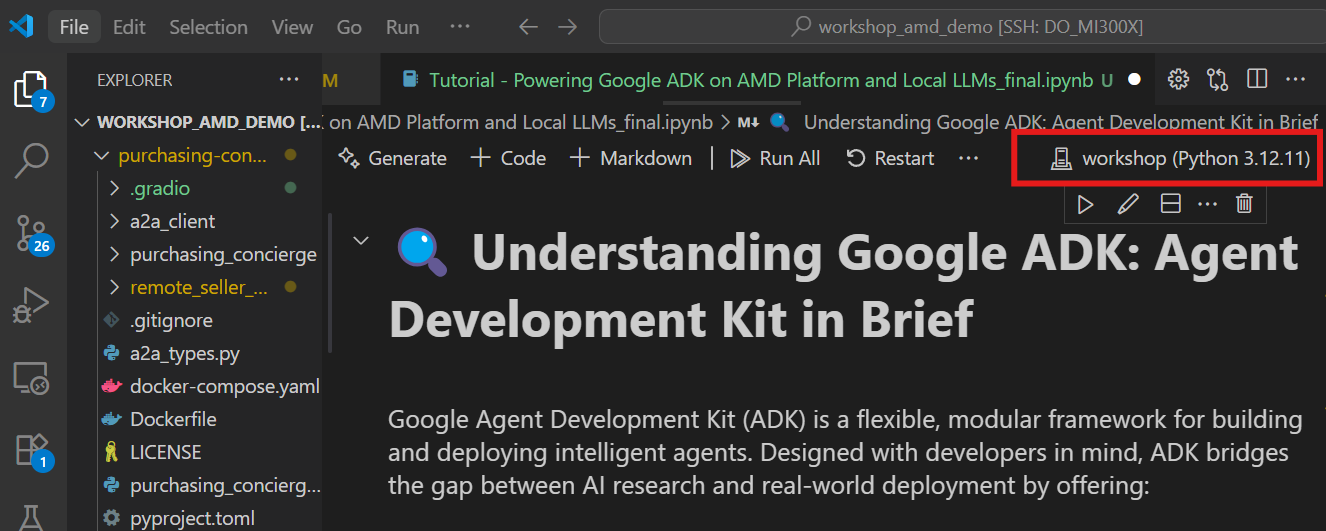 File Edit Selection View Go Run ··· workshop_amd_demo [SSH: DO_MI300X]
EXPLORER ···
M Tutorial - Powering Google ADK on AMD Platform and Local LLMs_final.ipynb U ···
on AMD Platform and Local LLMs_final.ipynb > M↓ Understanding Google ADK: Agent Development Kit in Brief
Generate + Code + Markdown | Run All Restart ··· workshop (Python 3.12.11)
···
7
26
1
WORKSHOP_AMD_DEMO [...
purchasing-con...
.gradio
a2a_client
purchasing_concierge
remote_seller_...
.gitignore
a2a_types.py
docker-compose.yaml
Dockerfile
LICENSE
purchasing_concierg...
pyproject.toml
Understanding Google ADK: Agent
Development Kit in Brief
Google Agent Development Kit (ADK) is a flexible, modular framework for building
and deploying intelligent agents. Designed with developers in mind, ADK bridges
the gap between AI research and real-world deployment by offering: